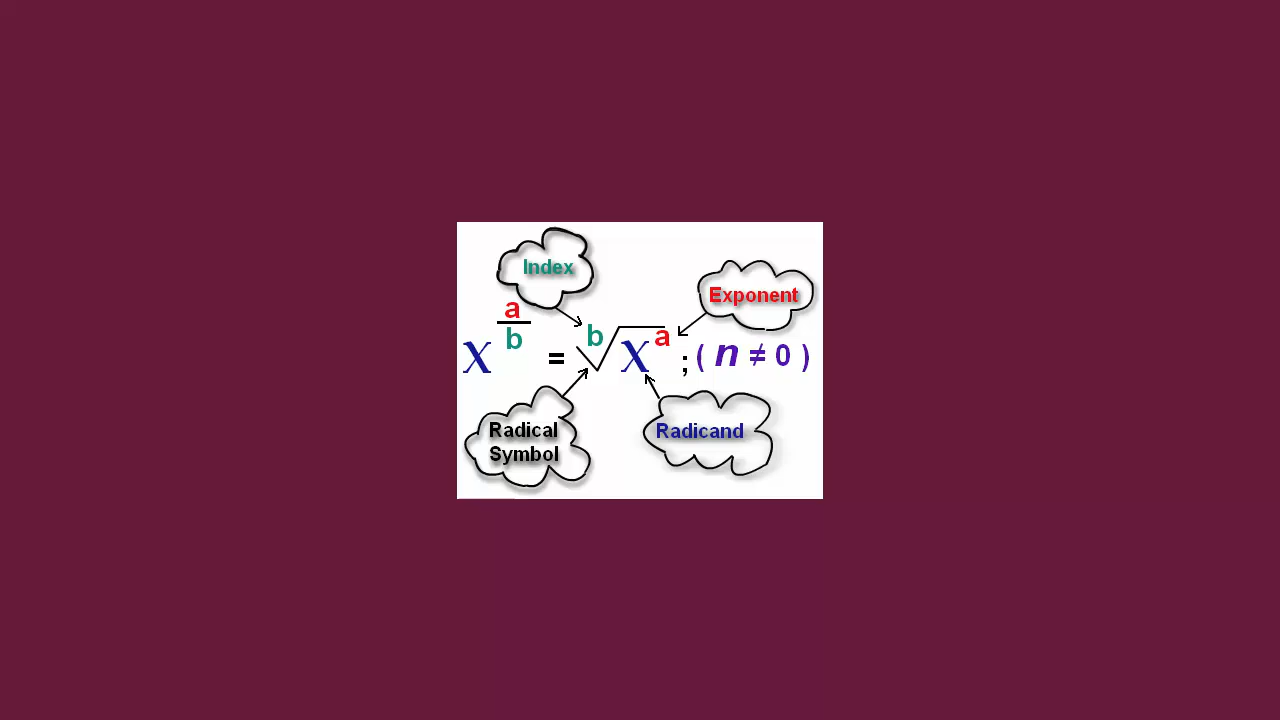 Index
Exponent
x^(a/b) = b√x^a ; ( n ≠ 0 )
Radical
Symbol
Radicand